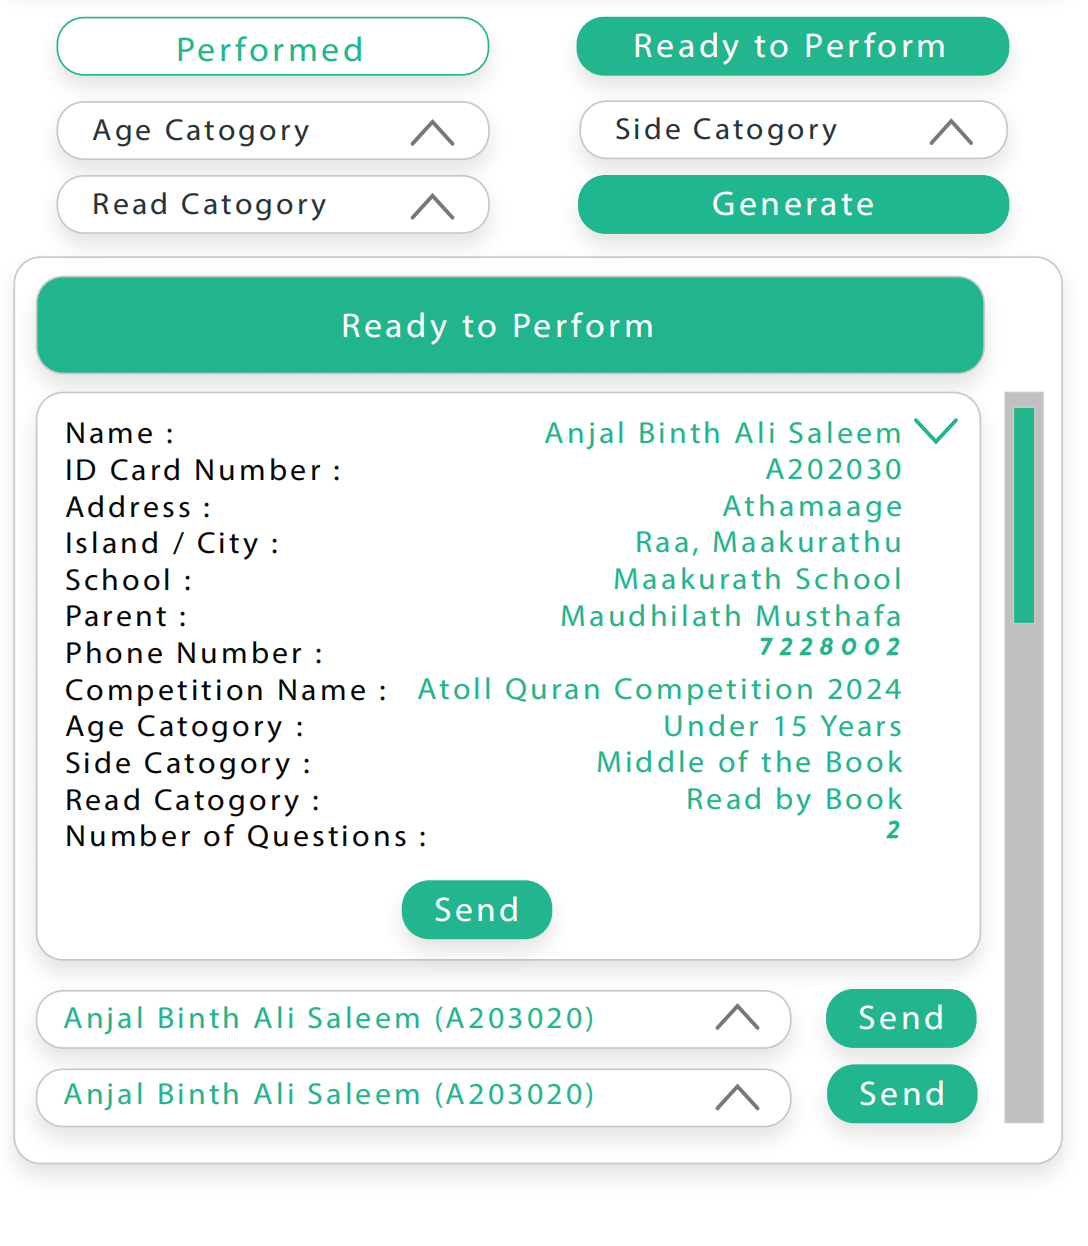 Performed
Ready to Perform
Age Catogory
Side Catogory
Read Catogory
Generate
Ready to Perform
Name : Anjal Binth Ali Saleem
ID Card Number : A202030
Address : Athamaage
Island / City : Raa, Maakurathu
School : Maakurath School
Parent : Maudhilath Musthafa
Phone Number : 7228002
Competition Name : Atoll Quran Competition 2024
Age Catogory : Under 15 Years
Side Catogory : Middle of the Book
Read Catogory : Read by Book
Number of Questions : 2
Send
Anjal Binth Ali Saleem (A203020)
Send
Anjal Binth Ali Saleem (A203020)
Send